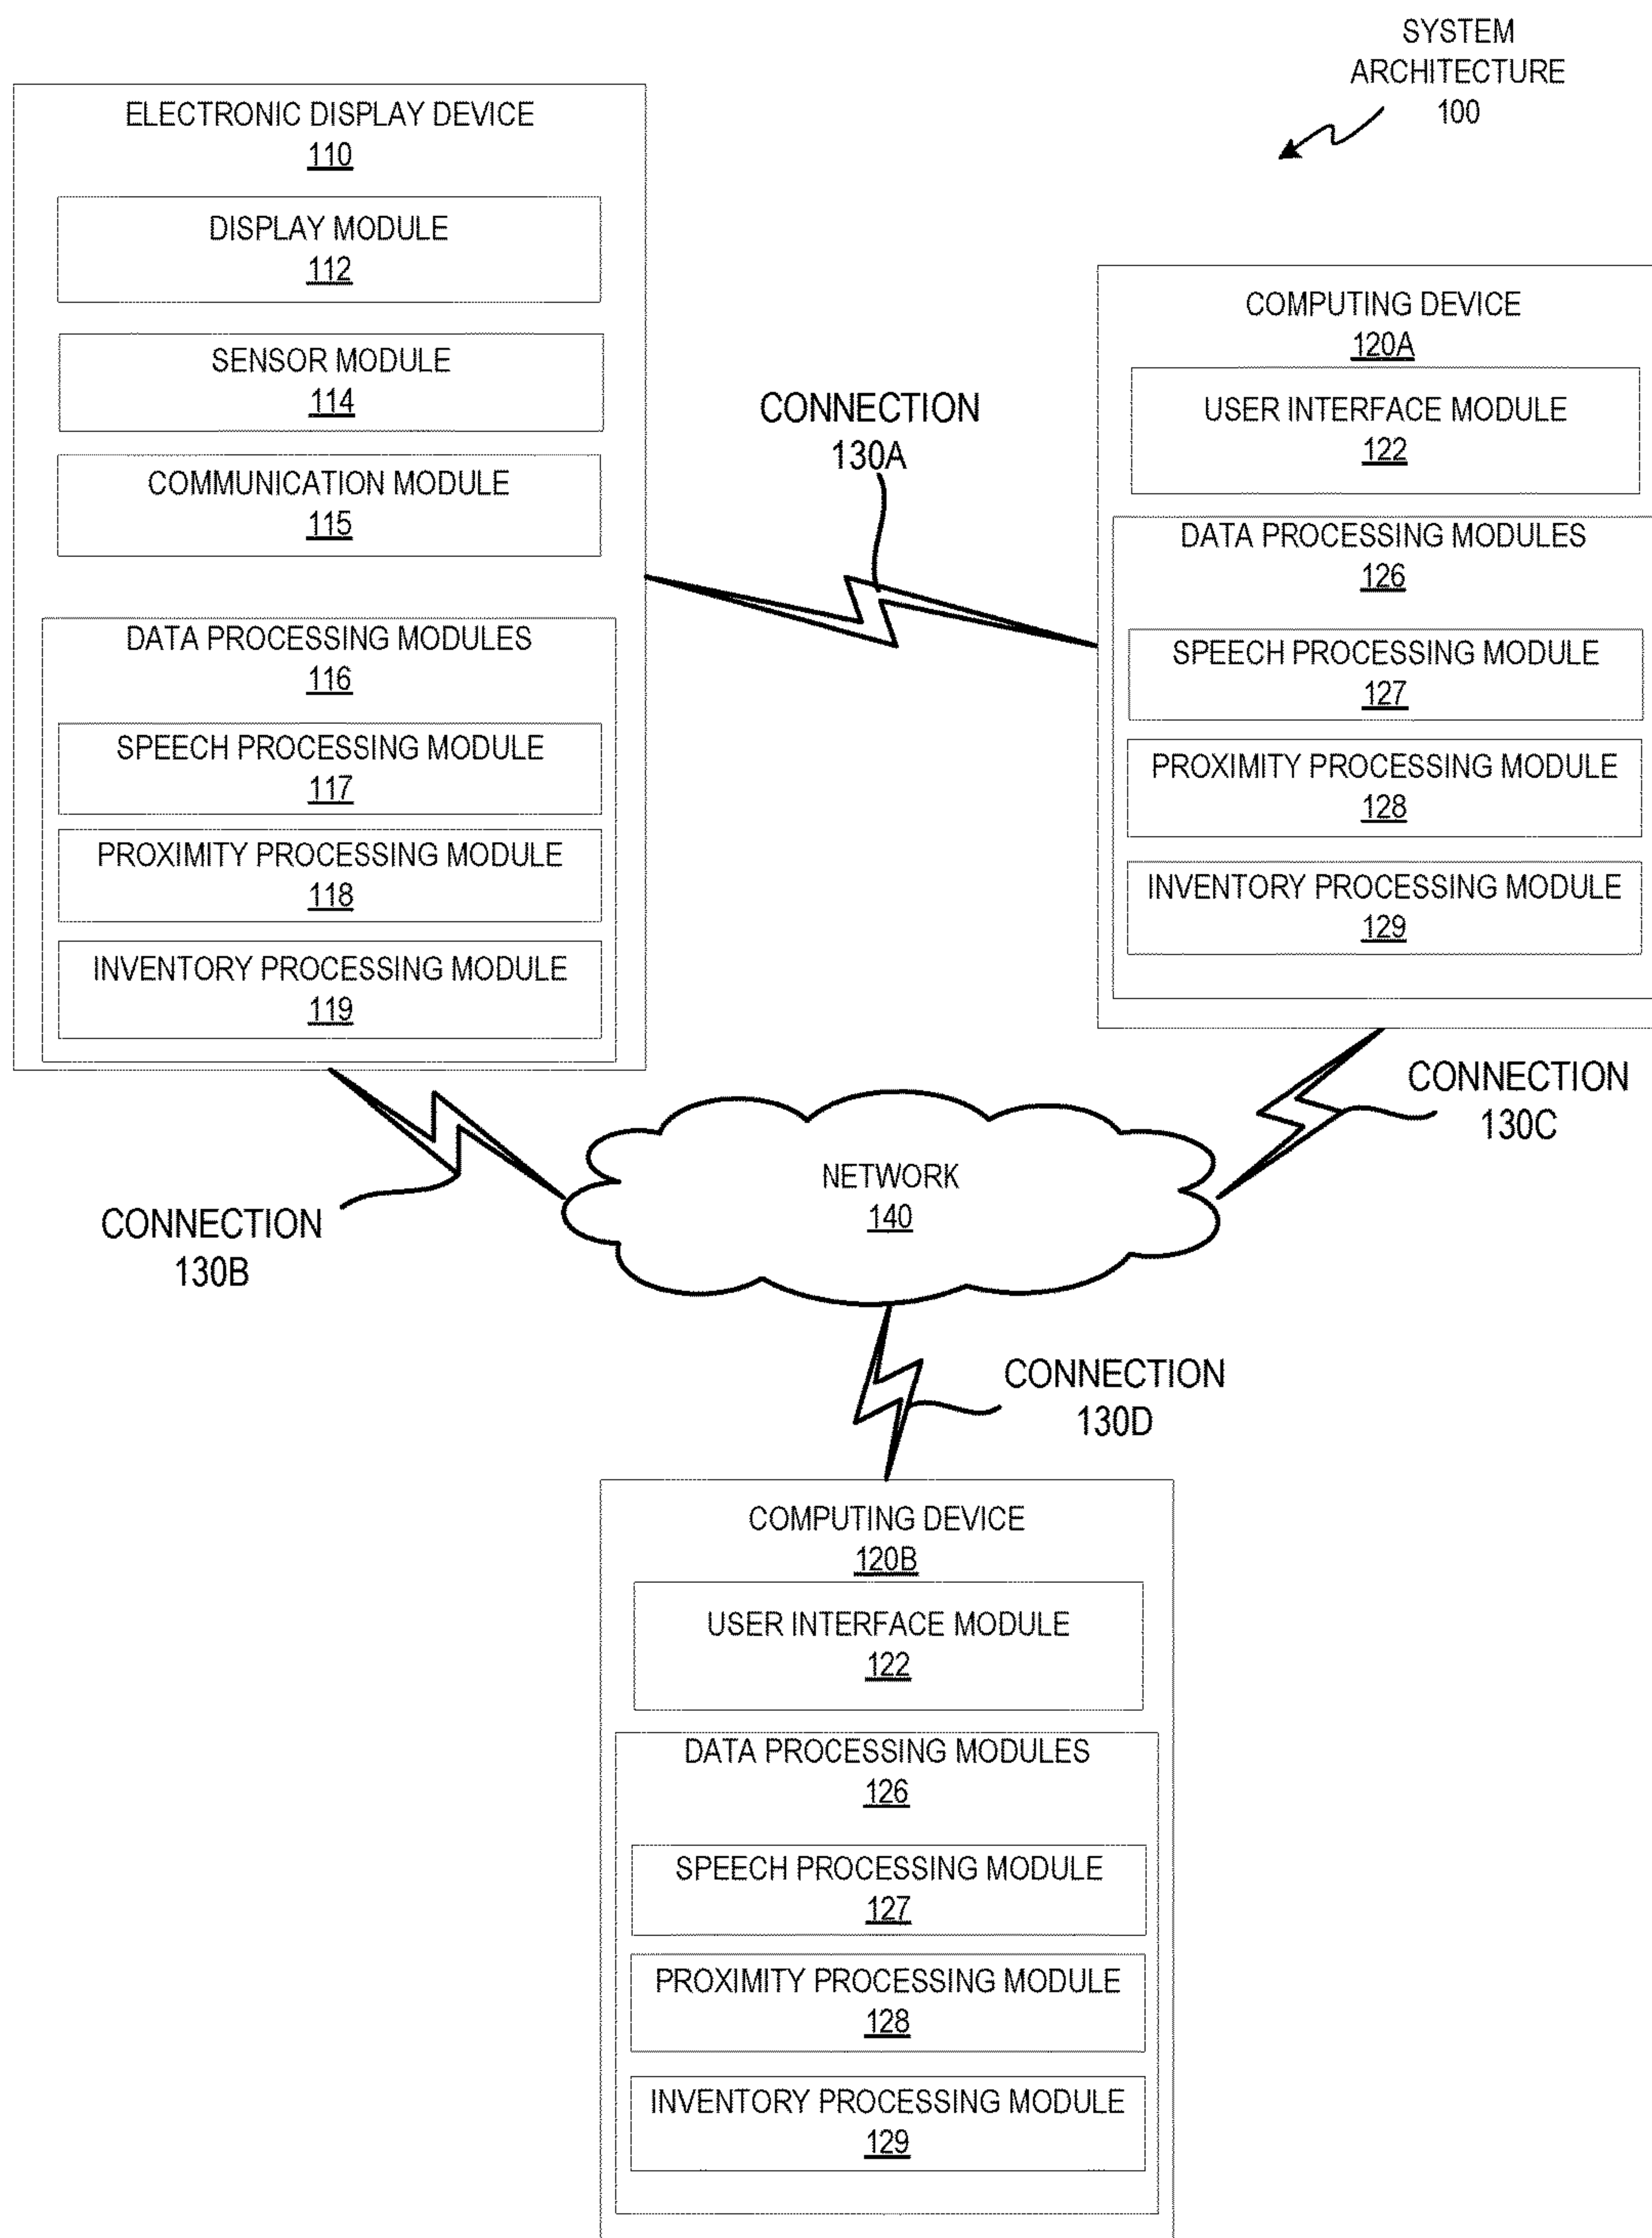 SYSTEM
ARCHITECTURE
100
ELECTRONIC DISPLAY DEVICE
110
DISPLAY MODULE
112
SENSOR MODULE
114
COMMUNICATION MODULE
115
DATA PROCESSING MODULES
116
SPEECH PROCESSING MODULE
117
PROXIMITY PROCESSING MODULE
118
INVENTORY PROCESSING MODULE
119
CONNECTION
130A
COMPUTING DEVICE
120A
USER INTERFACE MODULE
122
DATA PROCESSING MODULES
126
SPEECH PROCESSING MODULE
127
PROXIMITY PROCESSING MODULE
128
INVENTORY PROCESSING MODULE
129
CONNECTION
130B
NETWORK
140
CONNECTION
130C
CONNECTION
130D
COMPUTING DEVICE
120B
USER INTERFACE MODULE
122
DATA PROCESSING MODULES
126
SPEECH PROCESSING MODULE
127
PROXIMITY PROCESSING MODULE
128
INVENTORY PROCESSING MODULE
129